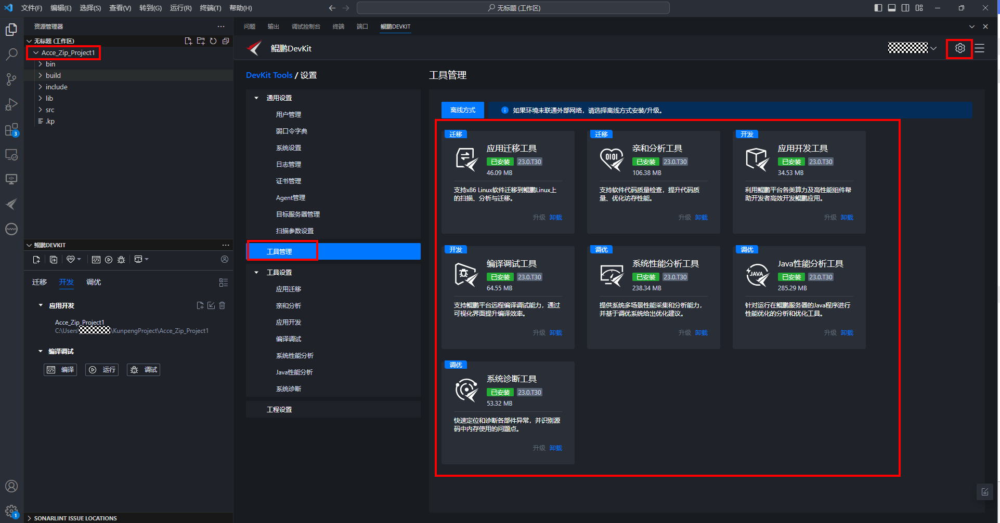 文件(F) 编辑(E) 选择(S) 查看(V) 转到(G) 运行(R) 终端(T) 帮助(H)
无标题 (工作区)
资源管理器
无标题 (工作区)
Acce_Zip_Project1
bin
build
include
lib
src
.kp
3
鲲鹏DEVKIT
迁移 开发 调优
应用开发
Acce_Zip_Project1
C:\Users\ \KunpengProject\Acce_Zip_Project1
编译调试
编译 运行 调试
1
SONARLINT ISSUE LOCATIONS
问题 输出 调试控制台 终端 端口 鲲鹏DEVKIT
鲲鹏DevKit
DevKit Tools / 设置
通用设置
用户管理
弱口令字典
系统设置
日志管理
证书管理
Agent管理
目标服务器管理
扫描参数设置
工具管理
工具设置
应用迁移
亲和分析
应用开发
编译调试
系统性能分析
Java性能分析
系统诊断
工程设置
工具管理
离线方式
如果环境未联通外部网络，请选择离线方式安装/升级。
迁移
应用迁移工具
已安装 23.0.T30
46.09 MB
支持x86 Linux软件迁移到鲲鹏Linux上
的扫描、分析与迁移。
升级 卸载
迁移
亲和分析工具
0101
已安装 23.0.T30
106.38 MB
支持软件代码质量检查，提升代码质
量、优化访存性能。
升级 卸载
开发
应用开发工具
已安装 23.0.T30
34.53 MB
利用鲲鹏平台各类算力及高性能组件帮
助开发者高效开发鲲鹏应用。
升级 卸载
开发
编译调试工具
已安装 23.0.T30
64.55 MB
支持鲲鹏平台远程编译调试能力，通过
可视化界面提升编译效率。
升级 卸载
调优
系统性能分析工具
已安装 23.0.T30
238.34 MB
提供系统多场景性能采集和分析能力，
并基于调优系统给出优化建议。
升级 卸载
调优
Java性能分析工具
JAVA
已安装 23.0.T30
285.29 MB
针对运行在鲲鹏服务器的Java程序进行
性能优化的分析和优化工具。
升级 卸载
调优
系统诊断工具
已安装 23.0.T30
53.32 MB
快速定位和诊断各部件异常，并识别源
码中内存使用的问题点。
升级 卸载